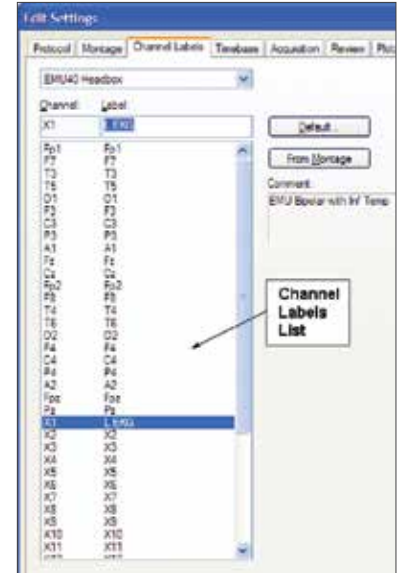 Edit Settings
Protocol Montage Channel Labels Timebase Acquisition Review
EMU40 Headbox
Channel: Label:
X1 L EKG
Default...
From Montage
Comment:
EMU Bipolar with Inf Temp
Fp1 Fp1
F7 F7
T3 T3
T5 T5
O1 O1
F3 F3
C3 C3
P3 P3
A1 A1
Fz Fz
Cz Cz
Fp2 Fp2
F8 F8
T4 T4
T6 T6
O2 O2
F4 F4
C4 C4
P4 P4
A2 A2
Fpz Fpz
Pz Pz
X1 L EKG
X2 X2
X3 X3
X4 X4
X5 X5
X6 X6
X7 X7
X8 X8
X9 X9
X10 X10
X11 X11
Channel
Labels
List